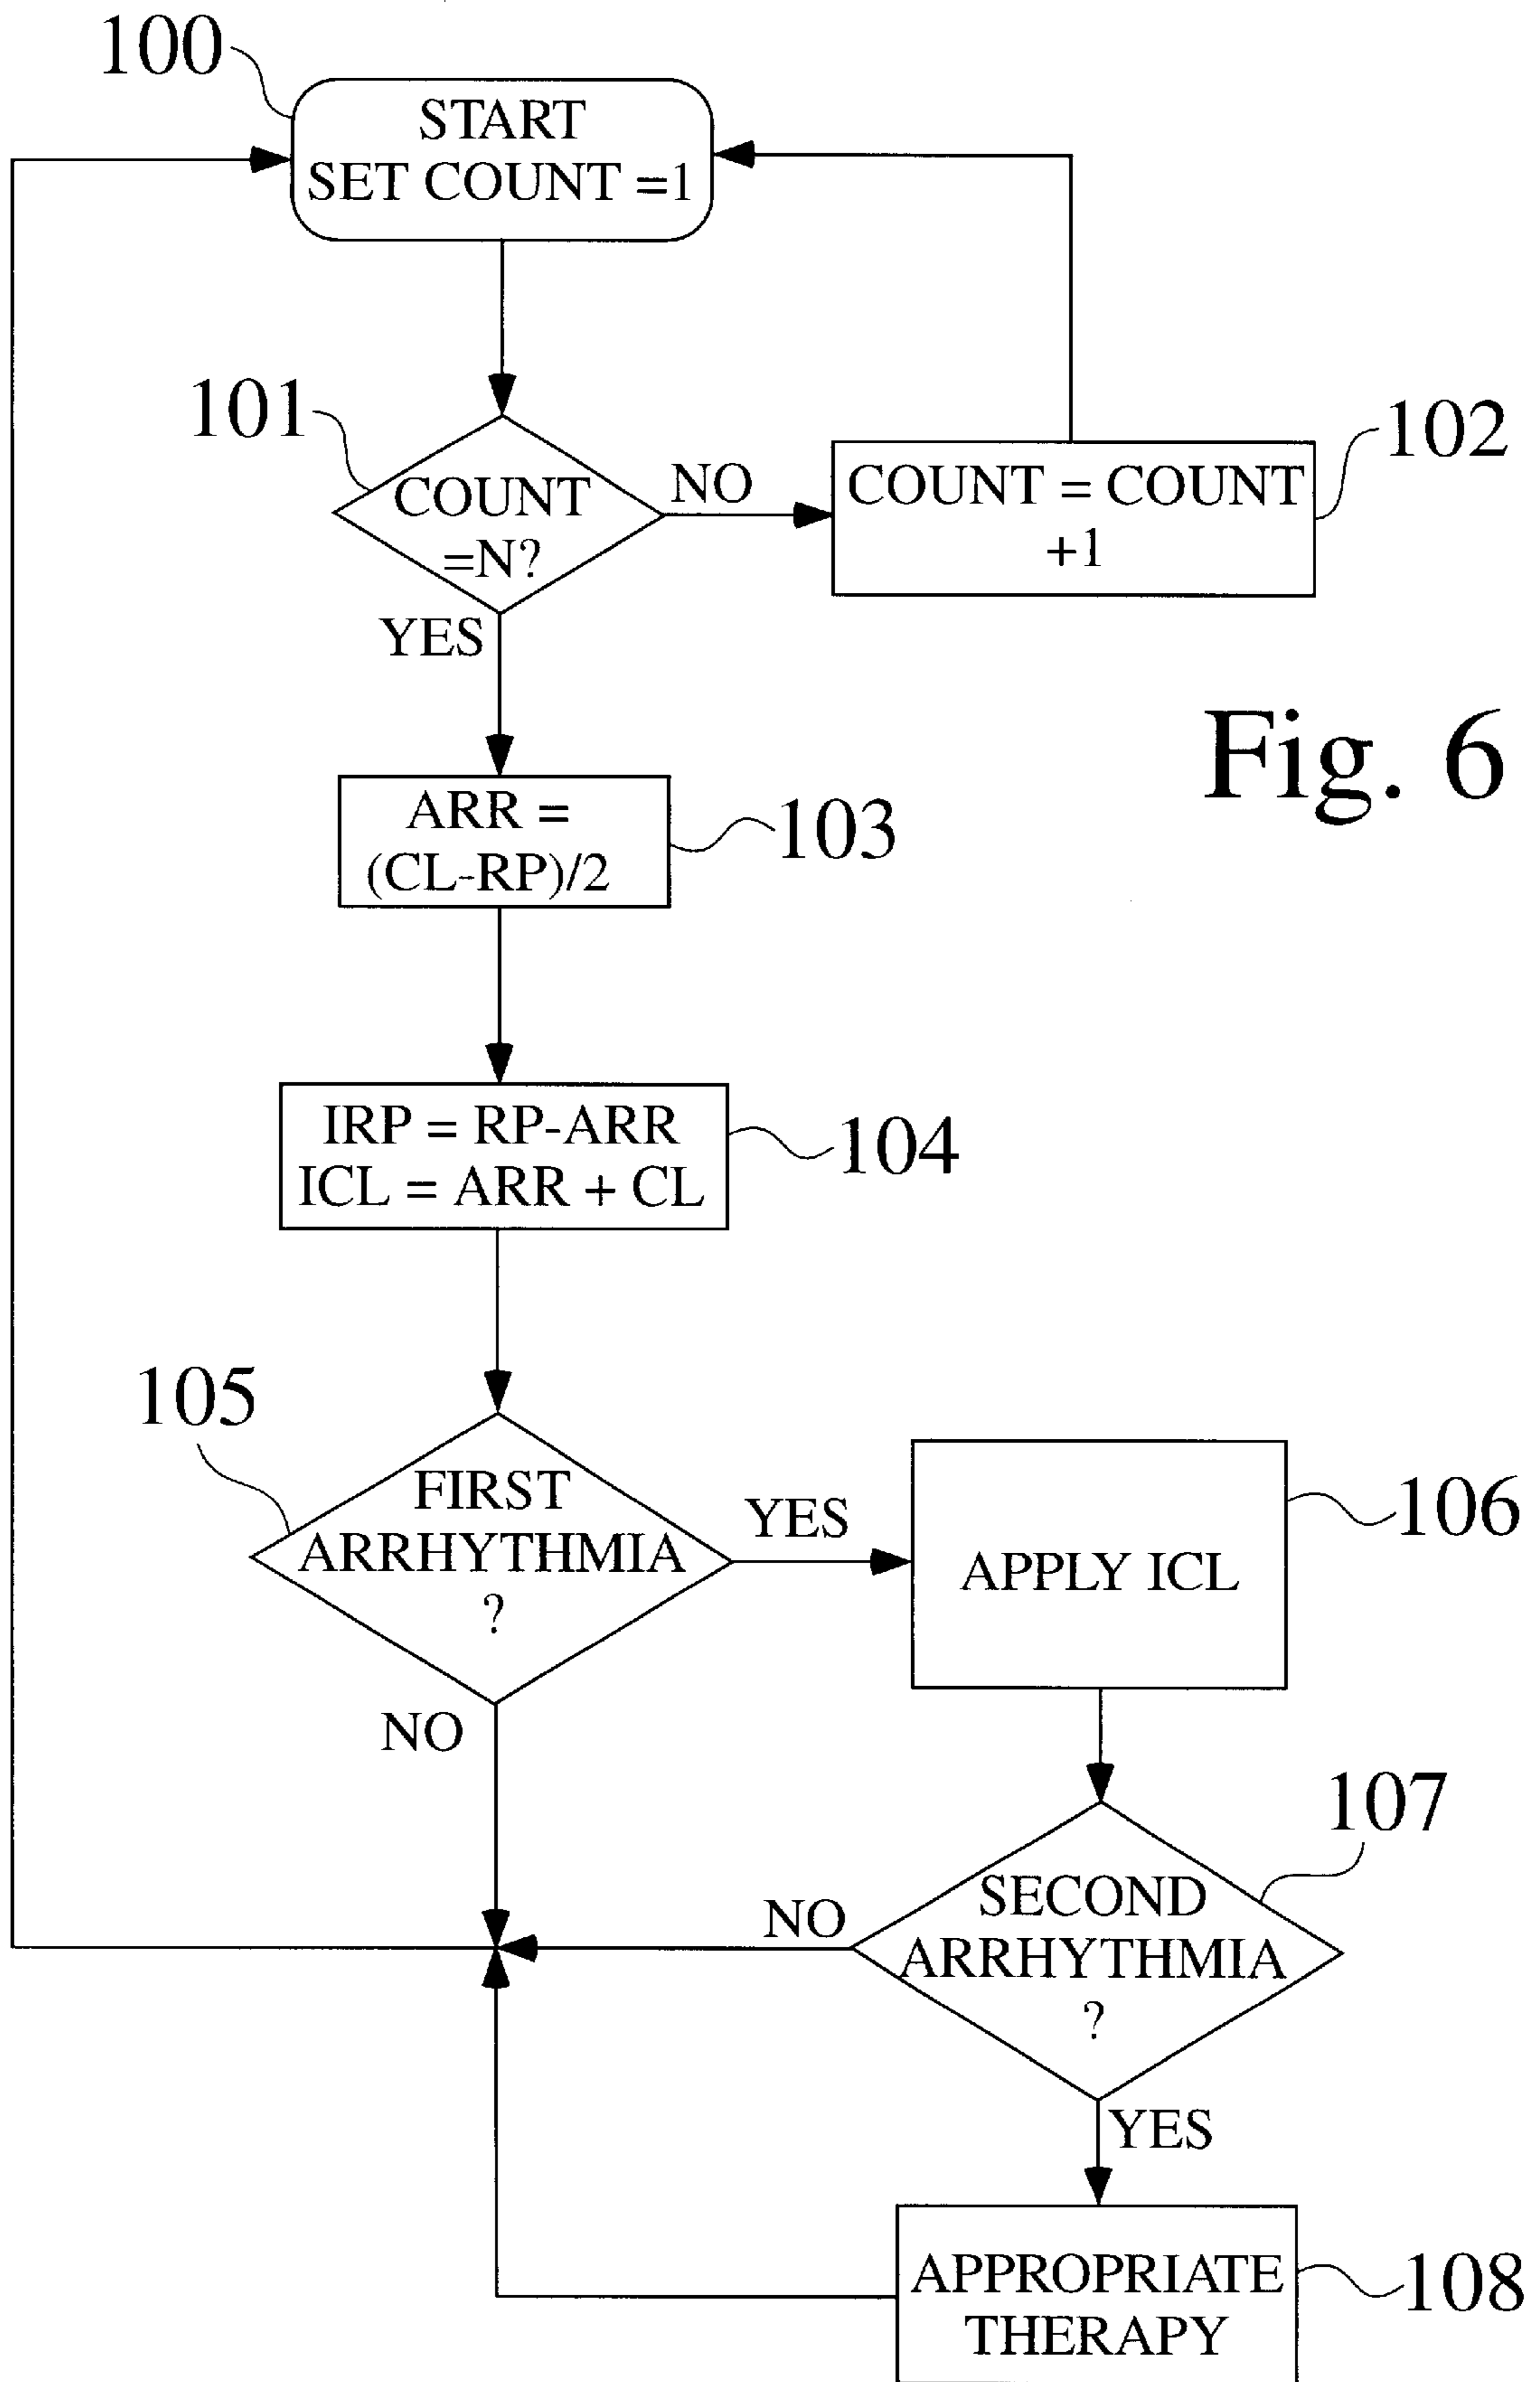 100
START
SET COUNT =1
101
COUNT
=N?
NO
102
COUNT = COUNT
+1
YES
Fig. 6
ARR =
(CL-RP)/2
103
IRP = RP-ARR
ICL = ARR + CL
104
105
FIRST
ARRHYTHMIA
?
YES
106
APPLY ICL
NO
107
SECOND
ARRHYTHMIA
?
NO
YES
APPROPRIATE
THERAPY
108